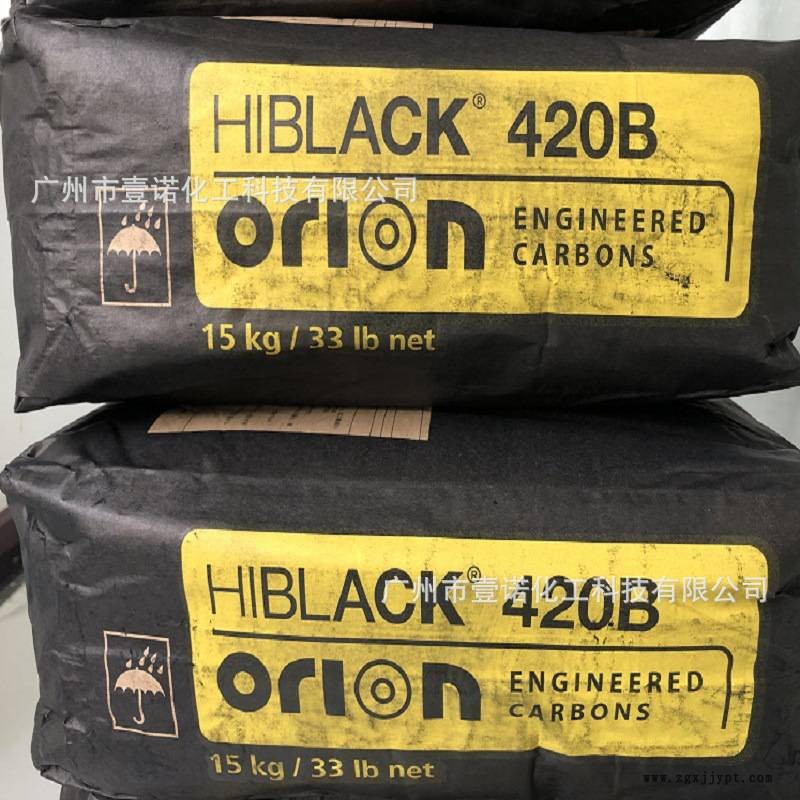 HIBLACK® 420B
广州市壹诺化工科技有限公司
orion ENGINEERED
CARBONS
15 kg / 33 lb net
HIBLACK® 420B
广州市壹诺化工科技有限公司
orion ENGINEERED
CARBONS
15 kg / 33 lb net
www.zgxjjypt.com